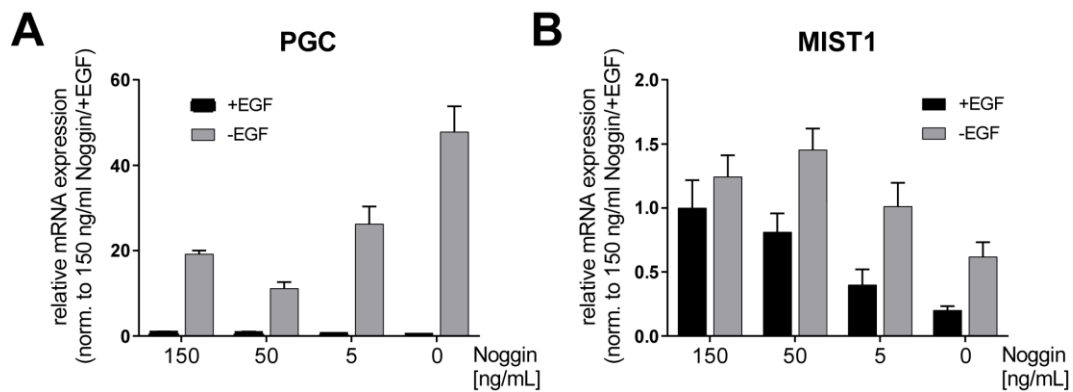 A
PGC
relative mRNA expression
(norm. to 150 ng/ml Noggin/+EGF)
60
40
20
0
+EGF
-EGF
150 50 5 0 Noggin
[ng/mL]
B
MIST1
relative mRNA expression
(norm. to 150 ng/ml Noggin/+EGF)
2.0
1.5
1.0
0.5
0.0
+EGF
-EGF
150 50 5 0 Noggin
[ng/mL]